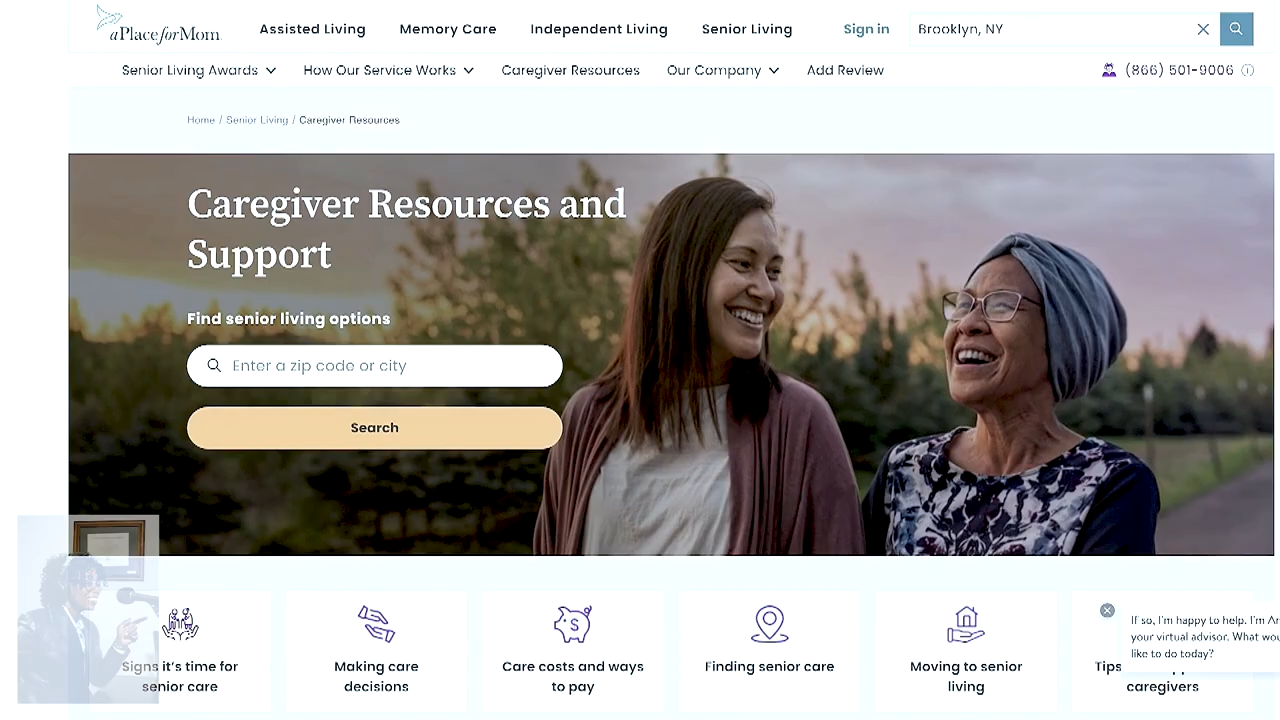 aPlaceforMom
Assisted Living Memory Care Independent Living Senior Living Sign in Brooklyn, NY
Senior Living Awards How Our Service Works Caregiver Resources Our Company Add Review (866) 501-9006
Home / Senior Living / Caregiver Resources
Caregiver Resources and
Support
Find senior living options
Enter a zip code or city
Search
Signs it's time for
senior care
Making care
decisions
Care costs and ways
to pay
Finding senior care
Moving to senior
living
Tips
caregivers
If so, I'm happy to help. I'm
your virtual advisor. What
like to do today?